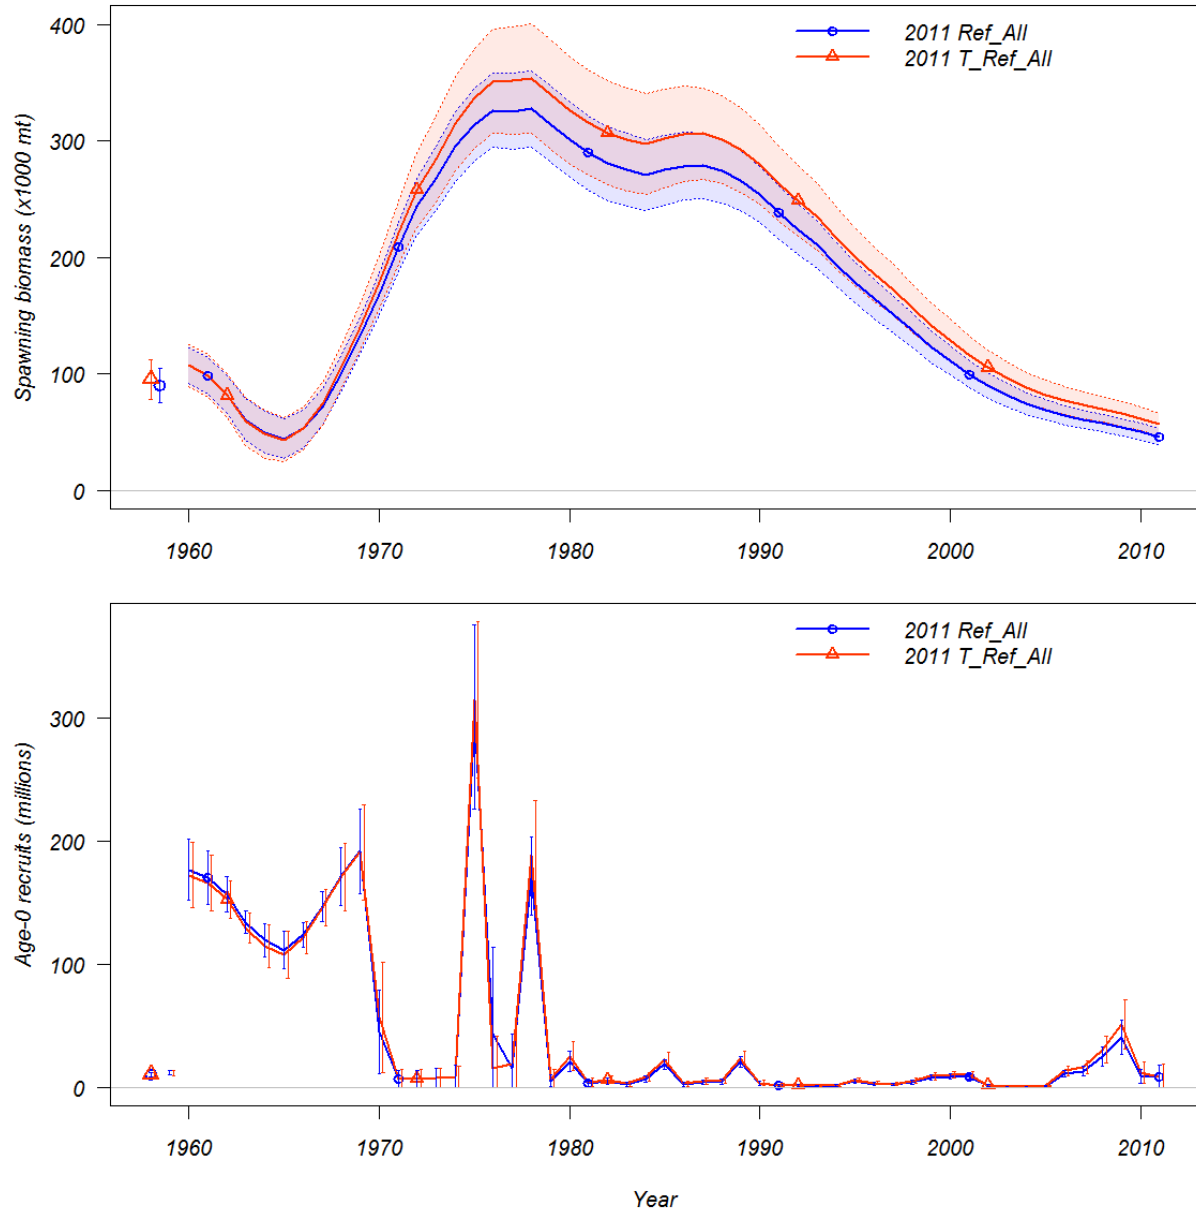 Spawning biomass (x1000 mt)
400
300
200
100
0
2011 Ref_All
2011 T_Ref_All
1960 1970 1980 1990 2000 2010
Age-0 recruits (millions)
300
200
100
0
2011 Ref_All
2011 T_Ref_All
1960 1970 1980 1990 2000 2010
Year